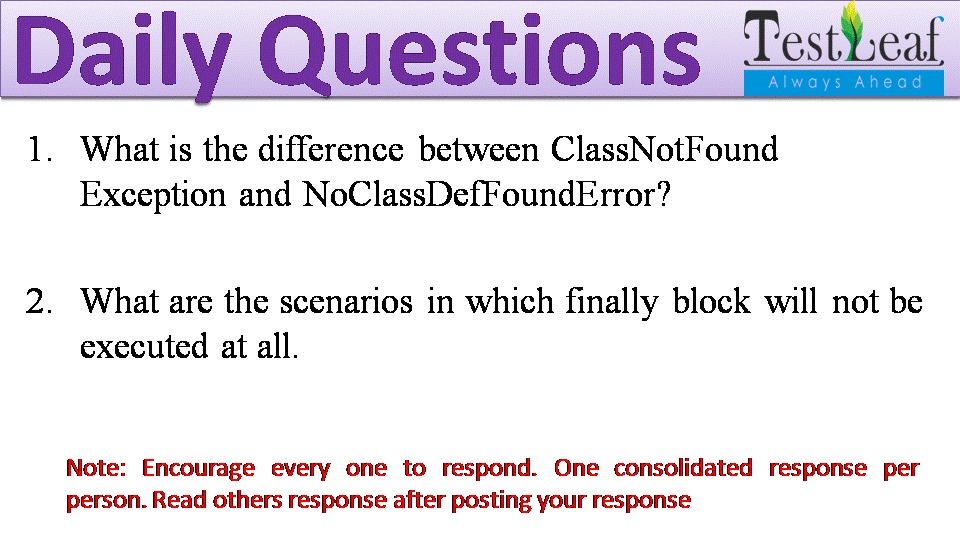 Daily Questions
TestLeaf
Always Ahead
1. What is the difference between ClassNotFound
Exception and NoClassDefFoundError?
2. What are the scenarios in which finally block will not be
executed at all.
Note: Encourage every one to respond. One consolidated response per
person. Read others response after posting your response